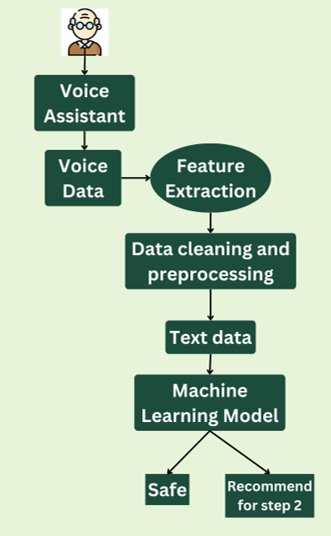 Voice
Assistant
Voice
Data
Feature
Extraction
Data cleaning and
preprocessing
Text data
Machine
Learning Model
Safe
Recommend
for step 2